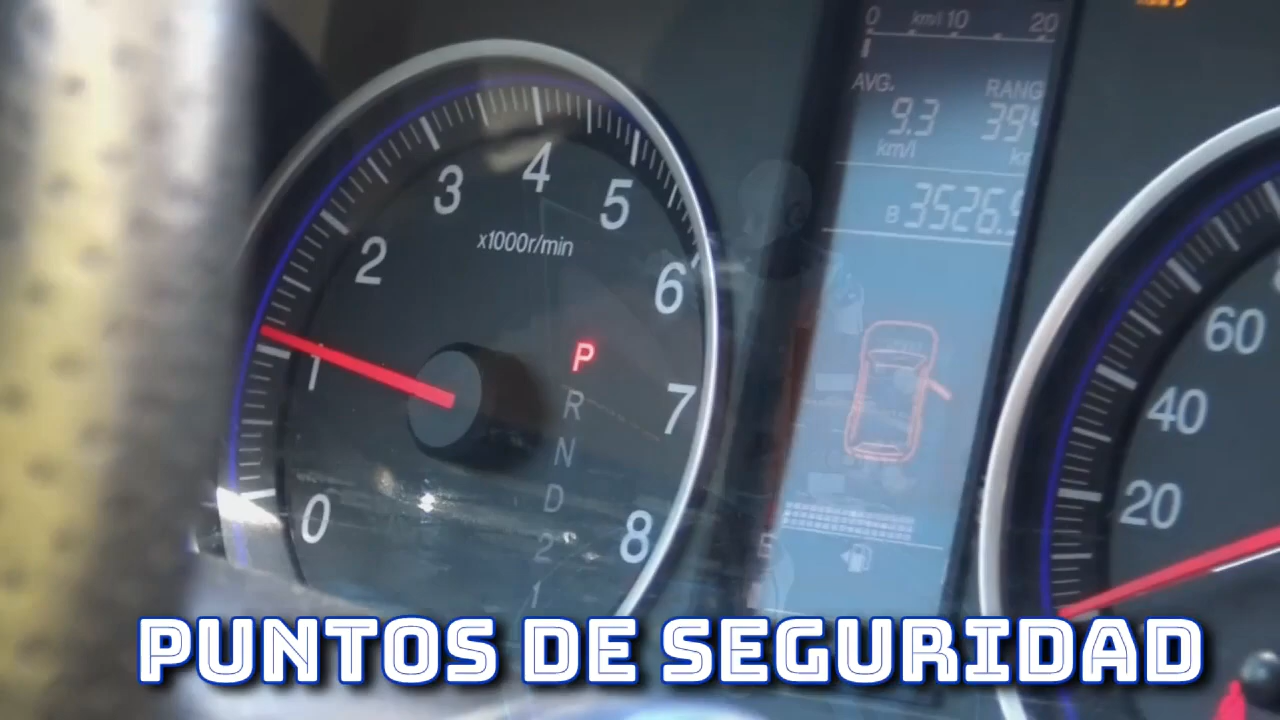 0 km/l 10 20
AVG.
9.3
km/l
B 3526.
E
0
1
2
3
4
5
6
7
8
x1000r/min
P
R
N
D
2
1
60
40
20
PUNTOS DE SEGURIDAD